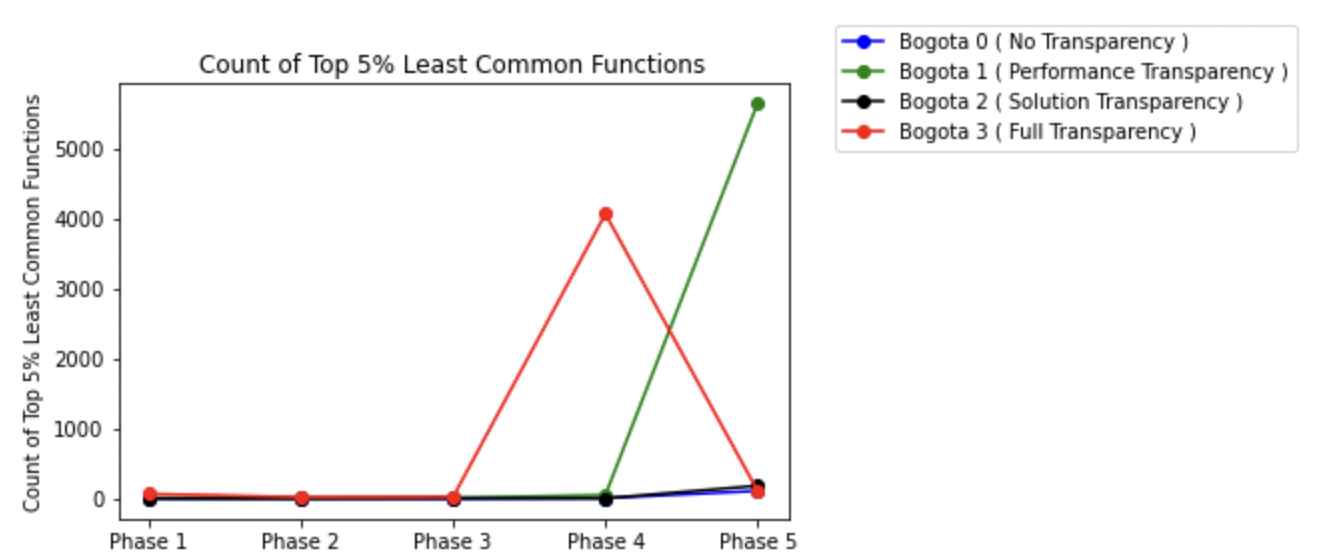 Count of Top 5% Least Common Functions
Bogota 0 ( No Transparency )
Bogota 1 ( Performance Transparency )
Bogota 2 ( Solution Transparency )
Bogota 3 ( Full Transparency )
Count of Top 5% Least Common Functions
5000
4000
3000
2000
1000
0
Phase 1 Phase 2 Phase 3 Phase 4 Phase 5